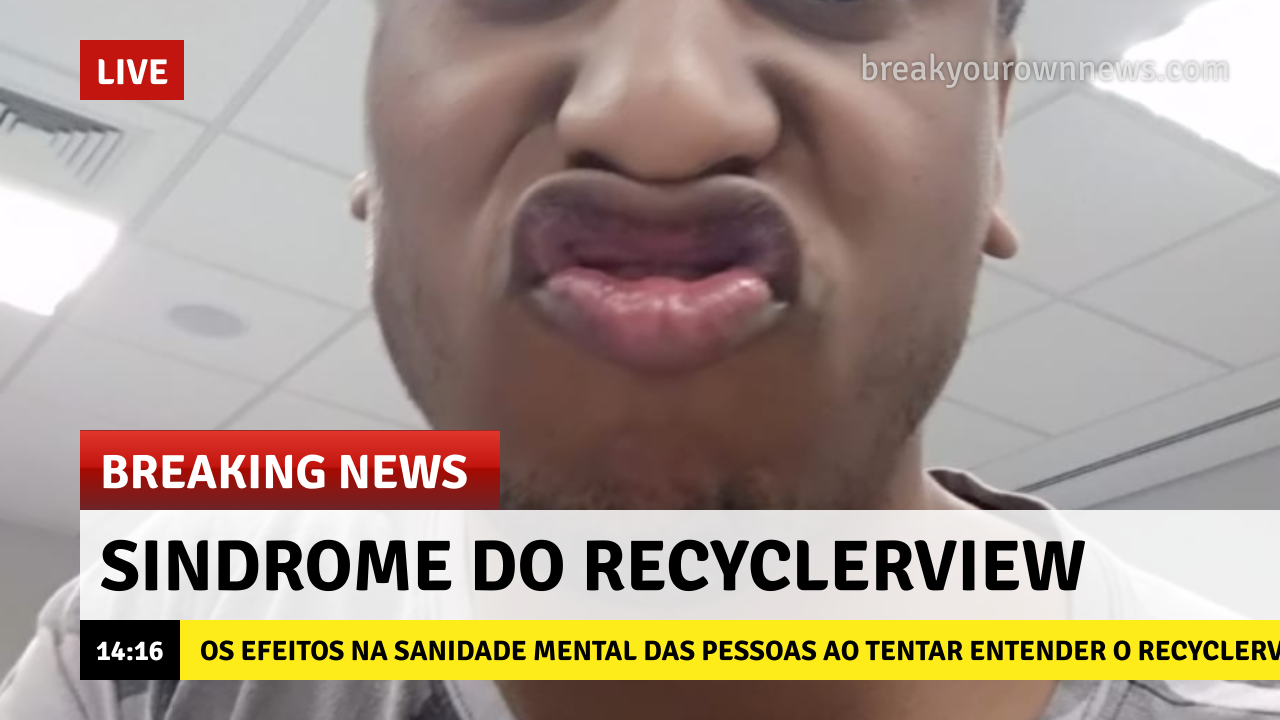 LIVE
breakyourownnews.com
BREAKING NEWS
SINDROME DO RECYCLERVIEW
14:16
OS EFEITOS NA SANIDADE MENTAL DAS PESSOAS AO TENTAR ENTENDER O RECYCLERV